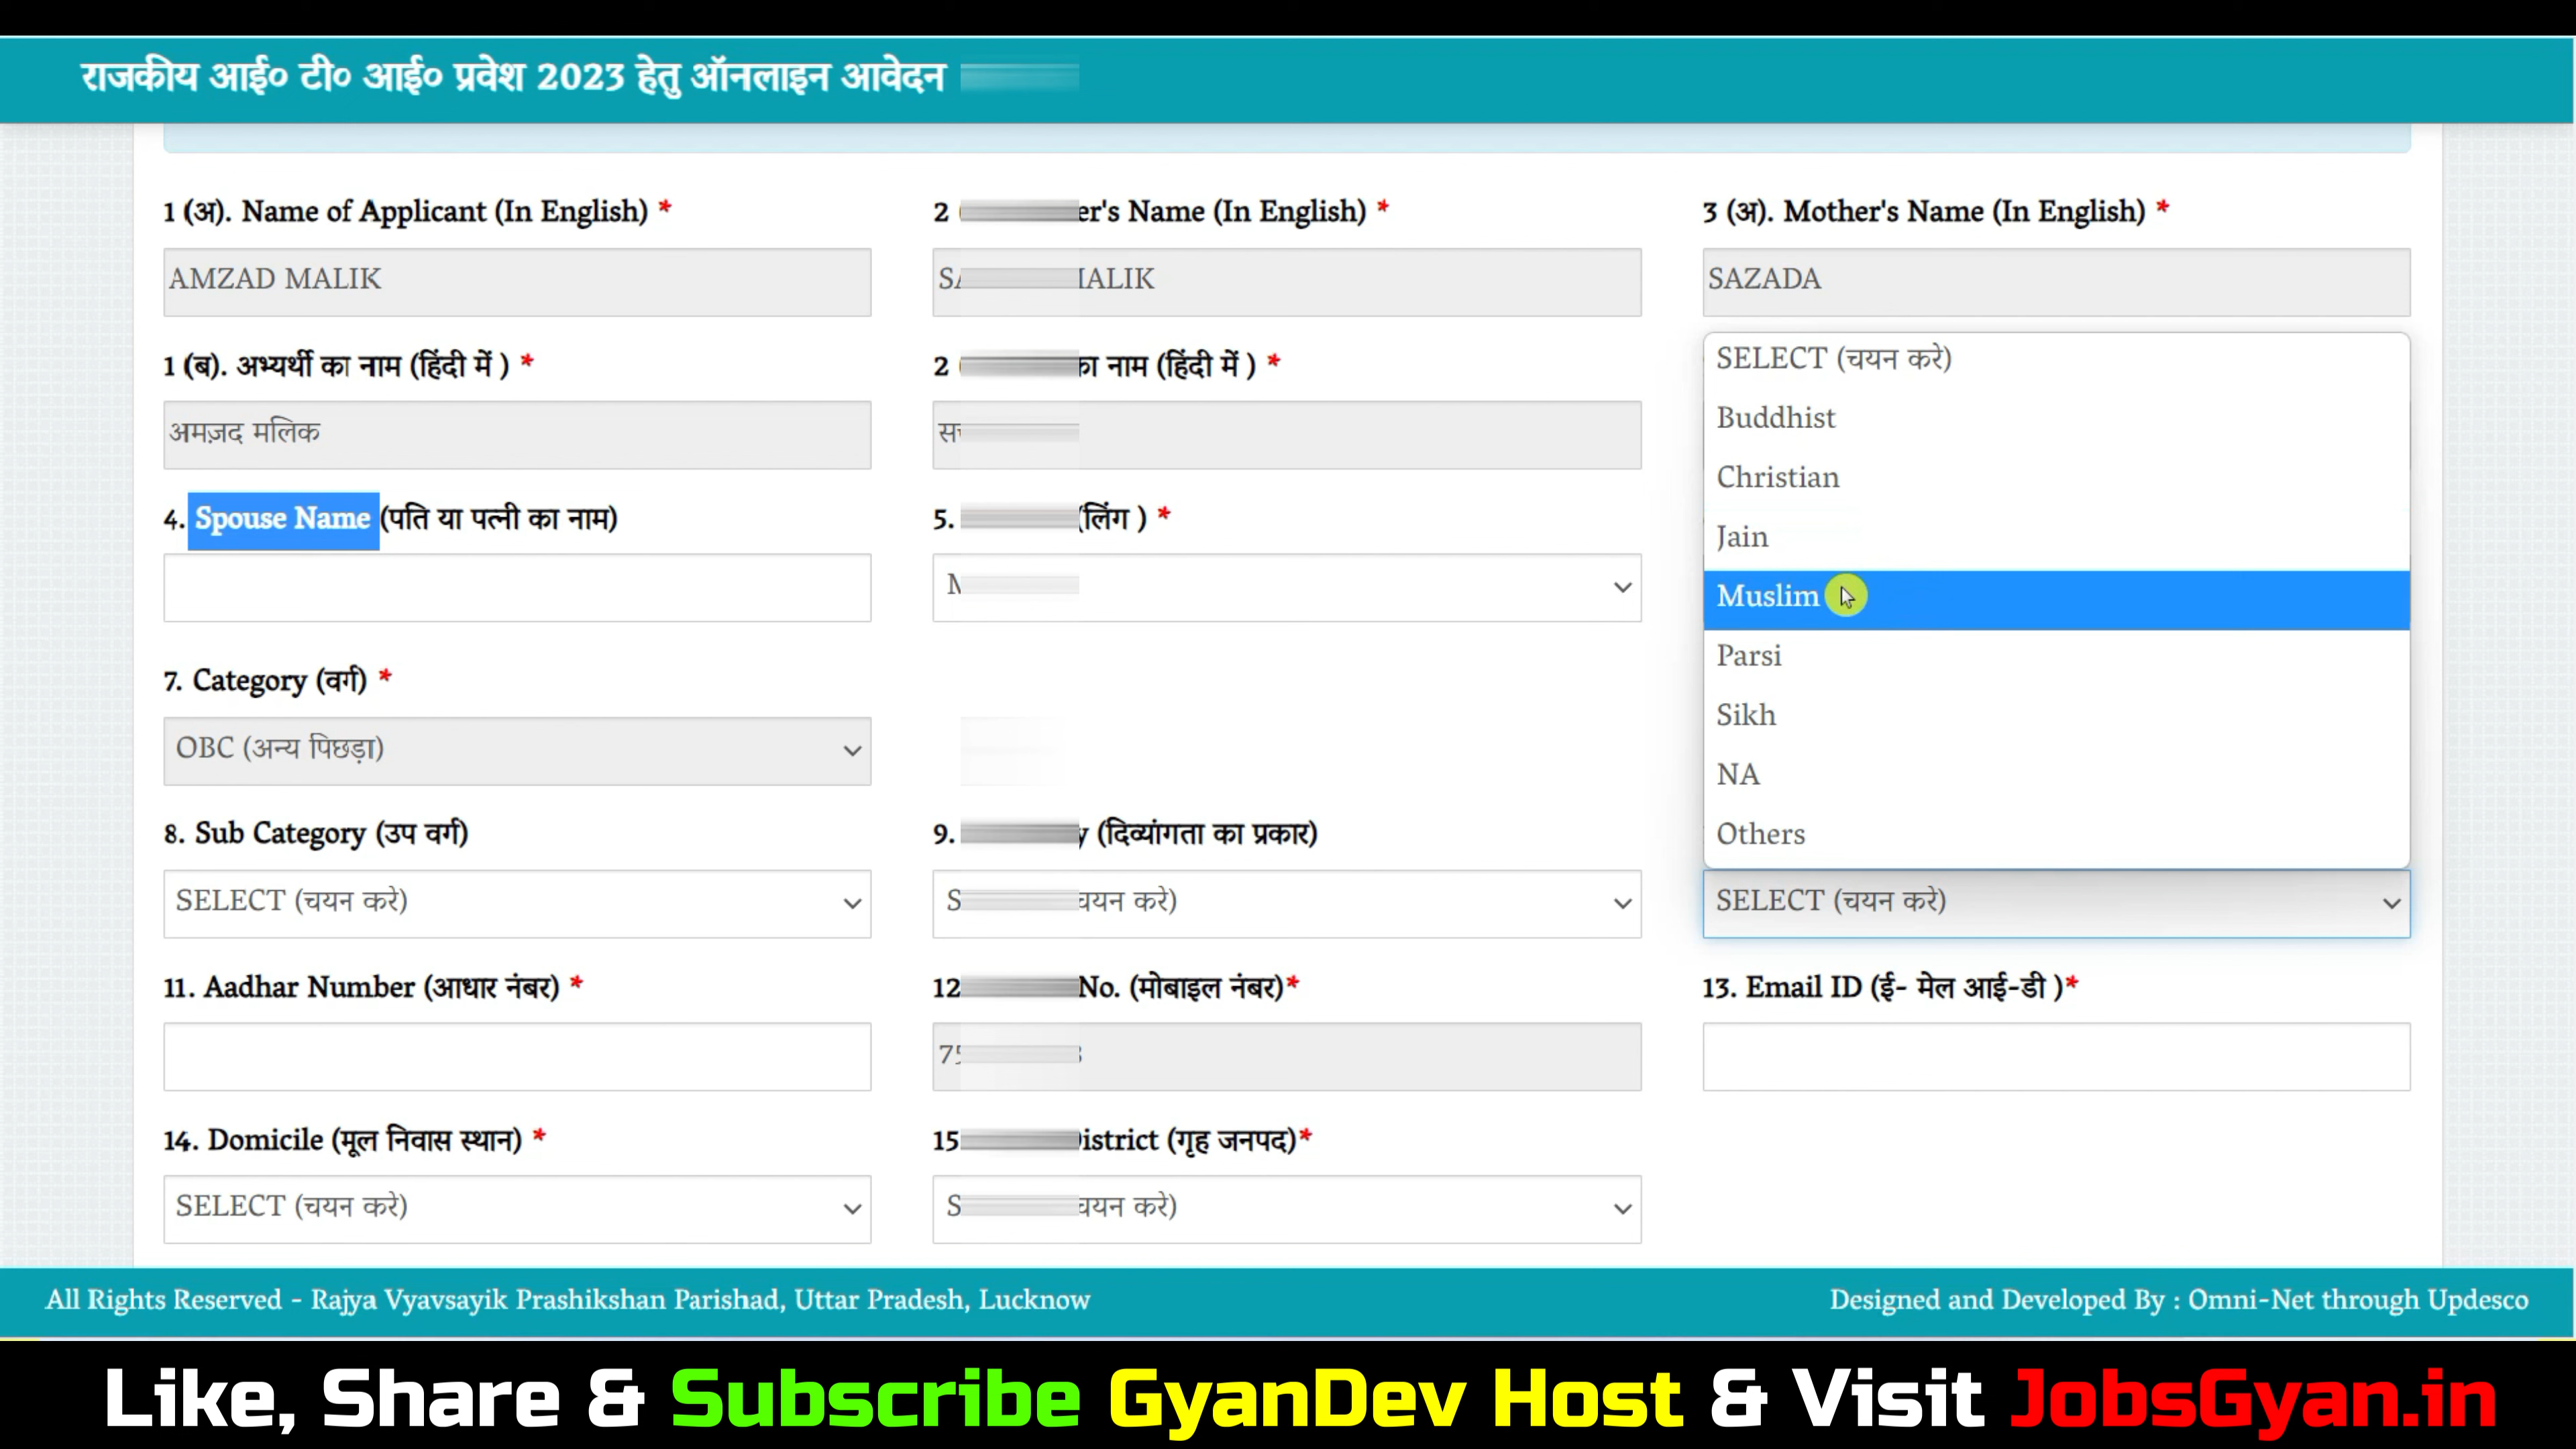 राजकीय आई० टी० आई० प्रवेश 2023 हेतु ऑनलाइन आवेदन
1 (अ). Name of Applicant (In English) *
2
er's Name (In English) *
3 (अ). Mother's Name (In English) *
AMZAD MALIK
SAZADA
1 (ब). अभ्यर्थी का नाम (हिंदी में ) *
2
नाम (हिंदी में ) *
अमज़द मलिक
SELECT (चयन करे)
Buddhist
Christian
Jain
Muslim
Parsi
Sikh
NA
Others
4. Spouse Name (पति या पत्नी का नाम)
5.
(लिंग ) *
7. Category (वर्ग) *
OBC (अन्य पिछड़ा)
8. Sub Category (उप वर्ग)
9.
(दिव्यांगता का प्रकार)
SELECT (चयन करे)
करे)
SELECT (चयन करे)
11. Aadhar Number (आधार नंबर) *
12
No. (मोबाइल नंबर)*
13. Email ID (ई- मेल आई-डी )*
14. Domicile (मूल निवास स्थान) *
15
istrict (गृह जनपद)*
SELECT (चयन करे)
करे)
All Rights Reserved - Rajya Vyavsayik Prashikshan Parishad, Uttar Pradesh, Lucknow
Designed and Developed By : Omni-Net through Updesco
Like, Share & Subscribe GyanDev Host & Visit JobsGyan.in